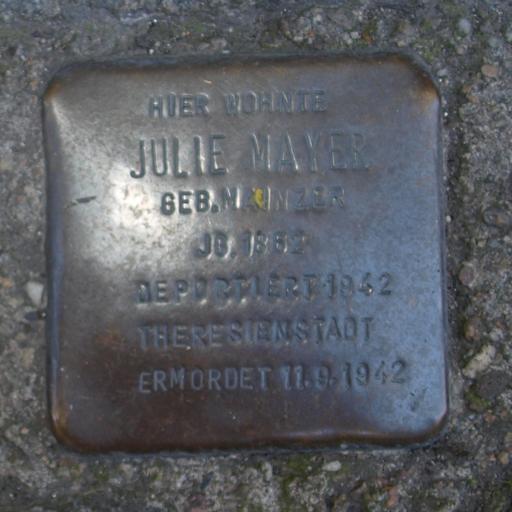 HIER WOHNTE
JULIE MAYER
GEB. MAINZER
JG. 1862
DEPORTIERT 1942
THERESIENSTADT
ERMORDET 11.9.1942